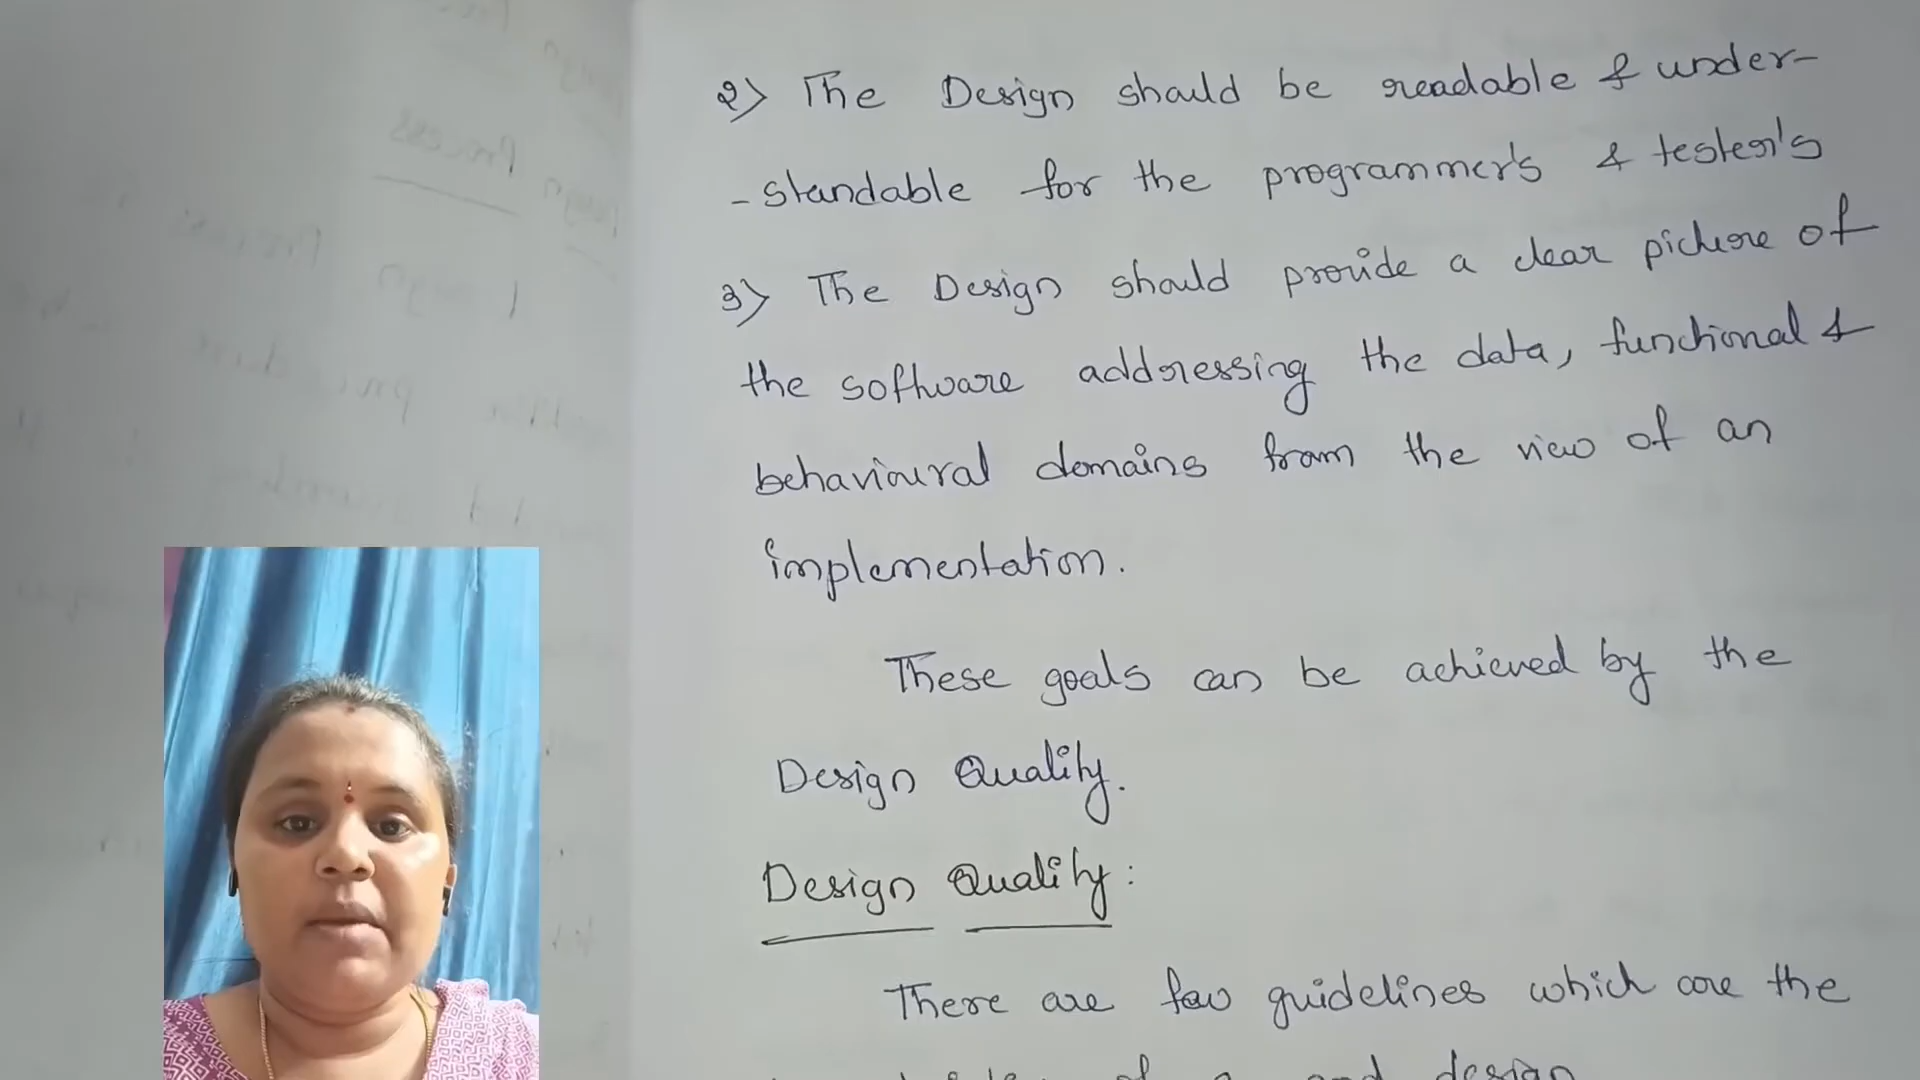 2) The Design should be readable & under-
- standable for the programmer's & tester's
3) The Design should provide a clear picture of
the software addressing the data, functional &
behavioural domains from the view of an
implementation.
These goals can be achieved by the
Design Quality.
Design Quality:
There are few guidelines which are the
design